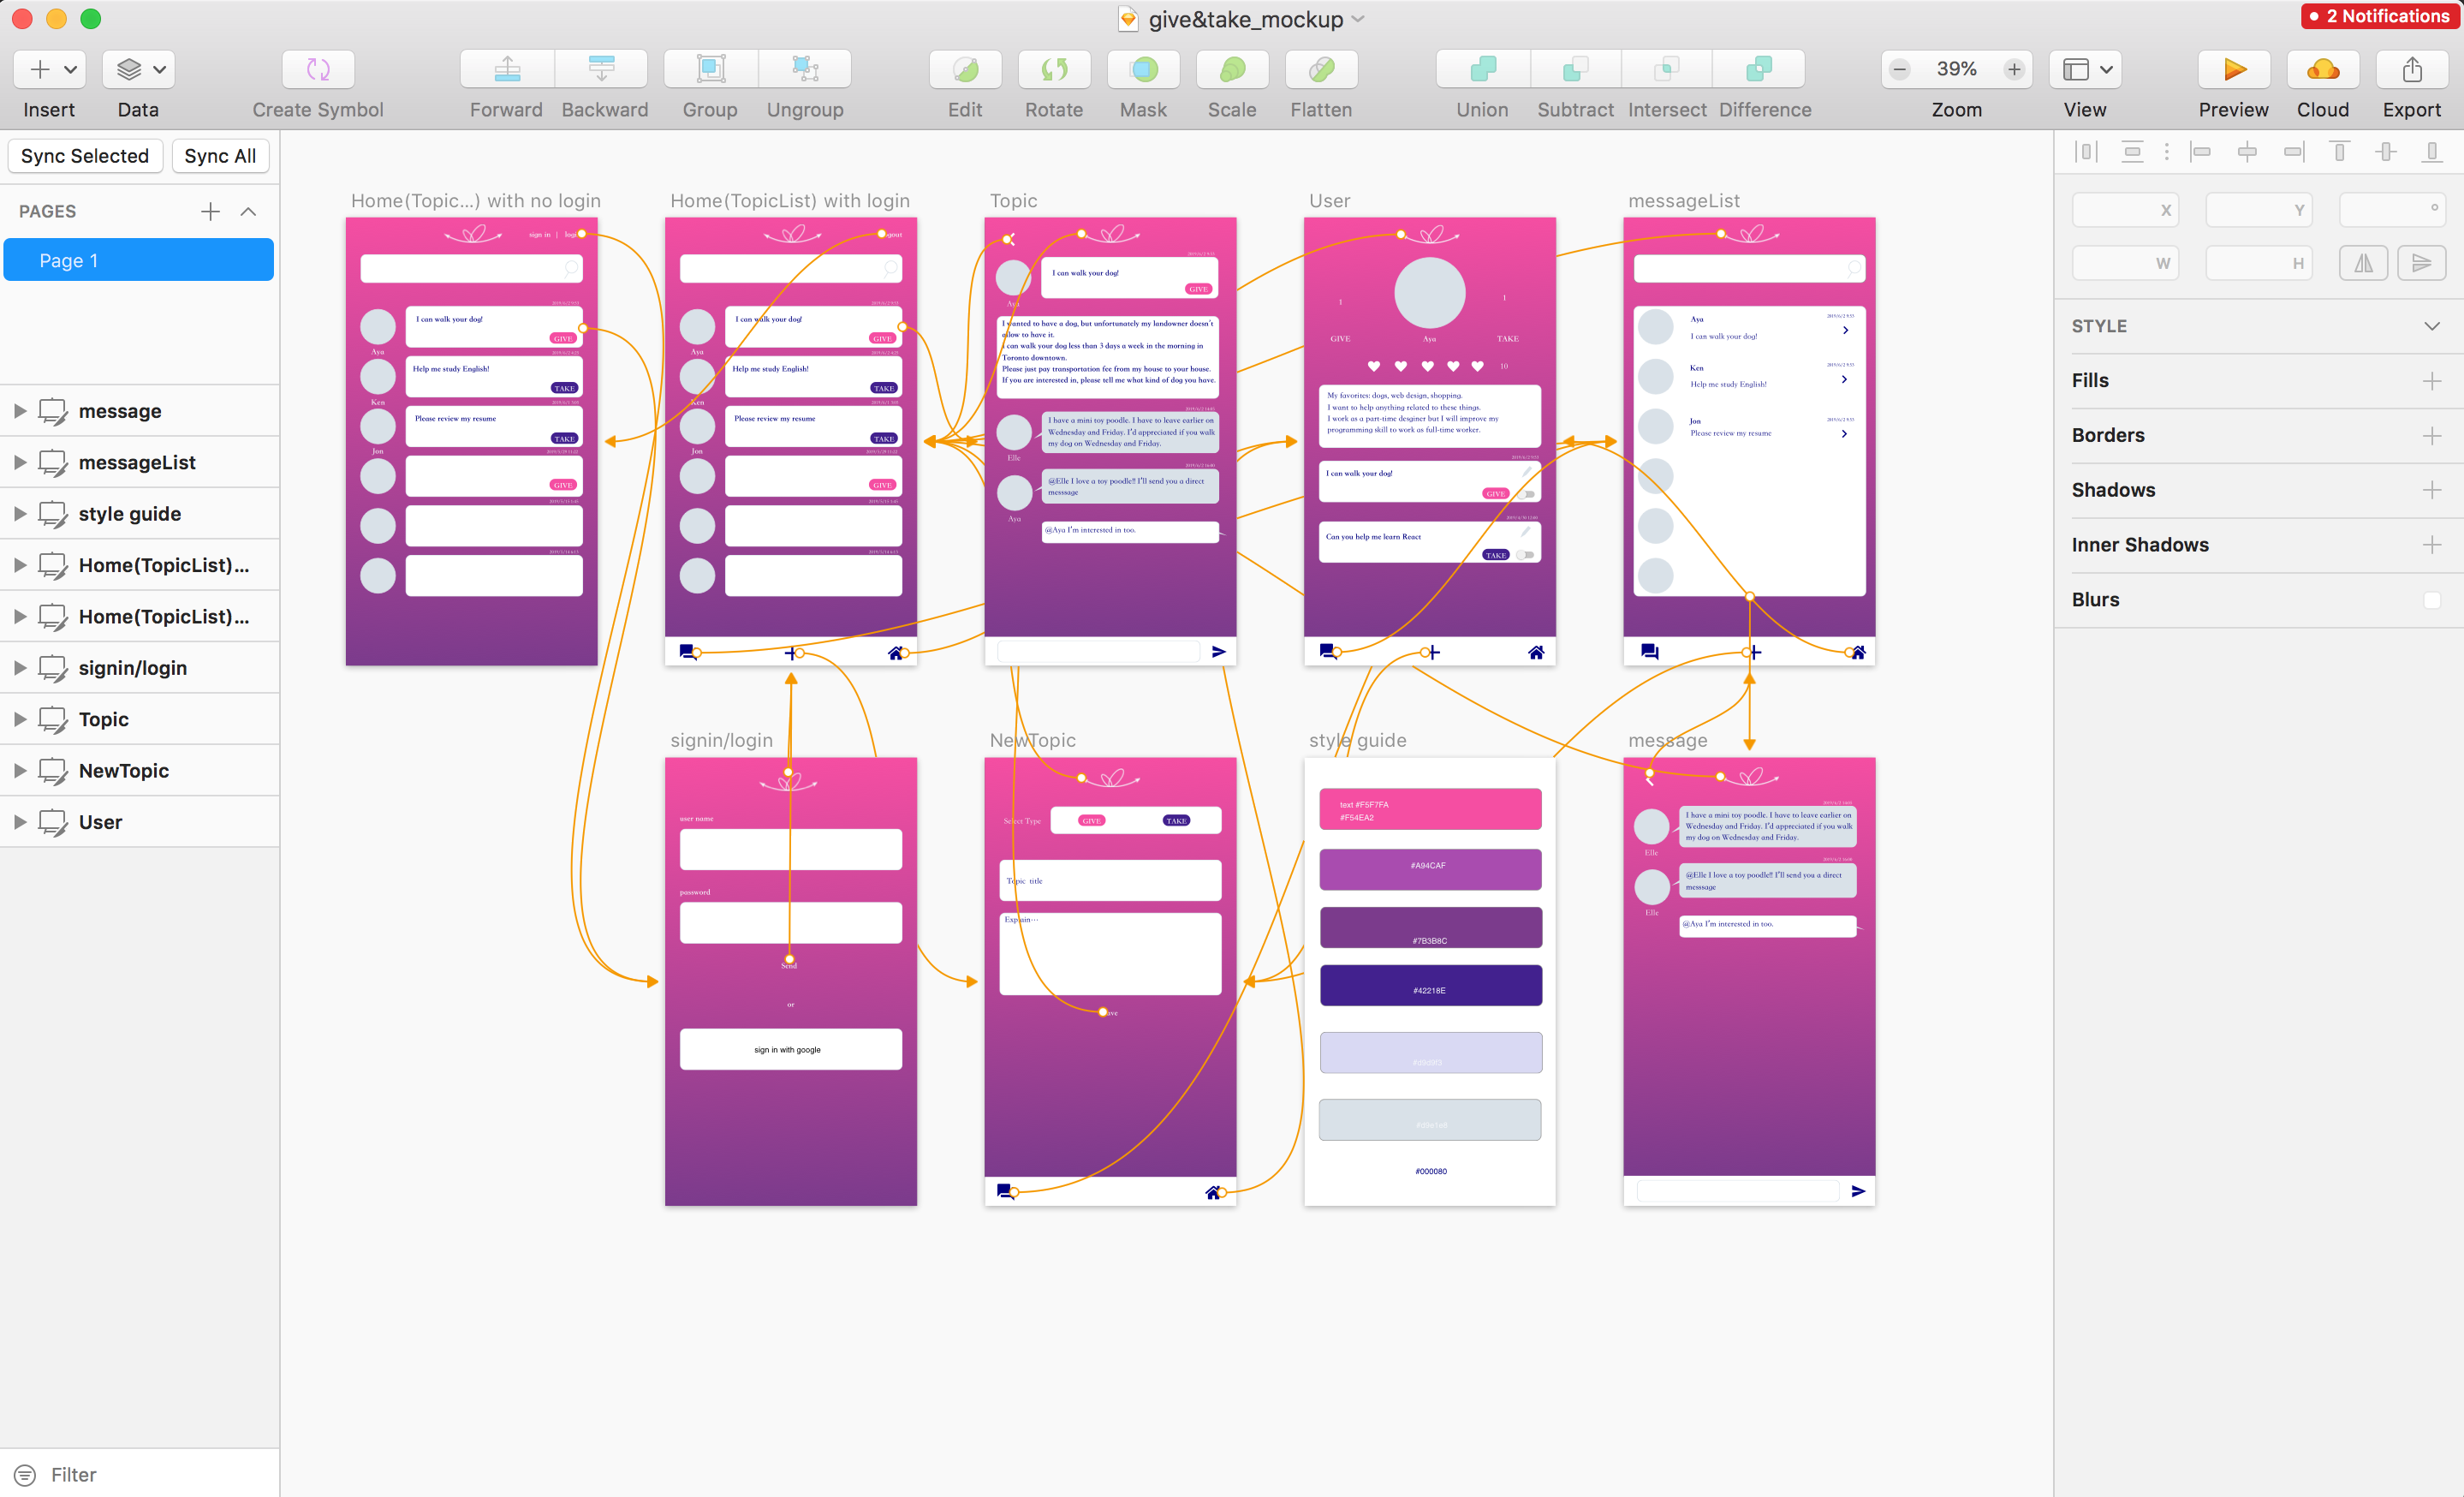 give&take_mockup
2 Notifications
Insert
Data
Create Symbol
Forward
Backward
Group
Ungroup
Edit
Rotate
Mask
Scale
Flatten
Union
Subtract
Intersect
Difference
39%
Zoom
View
Preview
Cloud
Export
Sync Selected
Sync All
PAGES
Page 1
message
messageList
style guide
Home(TopicList)...
Home(TopicList)...
signin/login
Topic
NewTopic
User
Filter
Home(Topic...) with no login
sign in |
I can walk your dog!
GIVE
Aya
Help me study English!
TAKE
Ken
Please review my resume
TAKE
Jon
GIVE
Home(TopicList) with login
I can walk your dog!
GIVE
Aya
Help me study English!
TAKE
Ken
Please review my resume
TAKE
Jon
GIVE
Topic
I can walk your dog!
GIVE
Aya
I wanted to have a dog, but unfortunately my landowner doesn't
allow to have it.
I can walk your dog less than 3 days a week in the morning in
Toronto downtown.
Please just pay transportation fee from my house to your house.
If you are interested in, please tell me what kind of dog you have.
I have a mini toy poodle. I have to leave earlier on
Wednesday and Friday. I'd appreciated if you walk
my dog on Wednesday and Friday.
Elle
@Elle I love a toy poodle!! I'll send you a direct
messsage
Aya
@Aya I'm interested in too.
User
1
1
GIVE
Aya
TAKE
10
My favorites: dogs, web design, shopping.
I want to help anything related to these things.
I work as a part-time desginer but I will improve my
programming skill to work as full-time worker.
I can walk your dog!
GIVE
Can you help me learn React
TAKE
messageList
Aya
I can walk your dog!
Ken
Help me study English!
Jon
Please review my resume
signin/login
user name
password
Send
or
sign in with google
NewTopic
Select Type
GIVE
TAKE
Topic title
Explain…
style guide
text #F5F7FA
#F54EA2
#A94CAF
#7B3B8C
#42218E
#000080
message
I have a mini toy poodle. I have to leave earlier on
Wednesday and Friday. I'd appreciated if you walk
my dog on Wednesday and Friday.
Elle
@Elle I love a toy poodle!! I'll send you a direct
messsage
Elle
@Aya I'm interested in too.
X
Y
°
W
H
STYLE
Fills
Borders
Shadows
Inner Shadows
Blurs